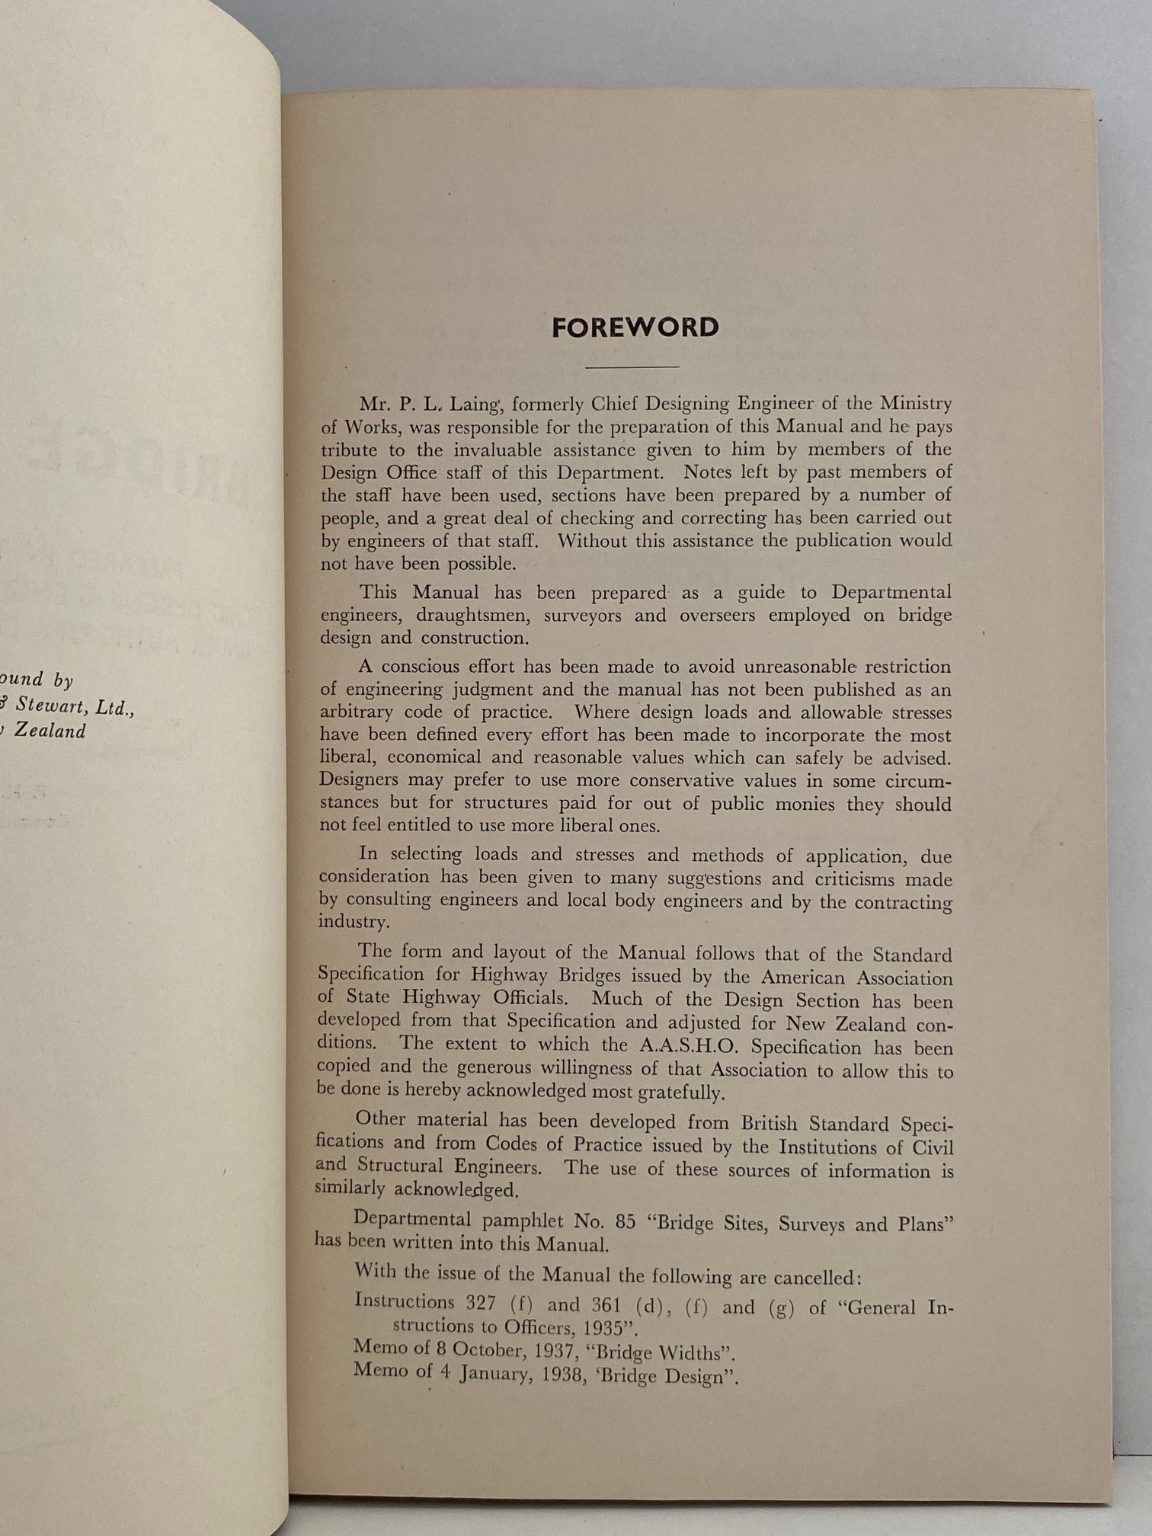 ound by
& Stewart, Ltd.,
Zealand
FOREWORD
Mr. P. L. Laing, formerly Chief Designing Engineer of the Ministry
of Works, was responsible for the preparation of this Manual and he pays
tribute to the invaluable assistance given to him by members of the
Design Office staff of this Department. Notes left by past members of
the staff have been used, sections have been prepared by a number of
people, and a great deal of checking and correcting has been carried out
by engineers of that staff. Without this assistance the publication would
not have been possible.
This Manual has been prepared as a guide to Departmental
engineers, draughtsmen, surveyors and overseers employed on bridge
design and construction.
A conscious effort has been made to avoid unreasonable restriction
of engineering judgment and the manual has not been published as an
arbitrary code of practice. Where design loads and allowable stresses
have been defined every effort has been made to incorporate the most
liberal, economical and reasonable values which can safely be advised.
Designers may prefer to use more conservative values in some circum-
stances but for structures paid for out of public monies they should
not feel entitled to use more liberal ones.
In selecting loads and stresses and methods of application, due
consideration has been given to many suggestions and criticisms made
by consulting engineers and local body engineers and by the contracting
industry.
The form and layout of the Manual follows that of the Standard
Specification for Highway Bridges issued by the American Association
of State Highway Officials. Much of the Design Section has been
developed from that Specification and adjusted for New Zealand con-
ditions. The extent to which the A.A.S.H.O. Specification has been
copied and the generous willingness of that Association to allow this to
be done is hereby acknowledged most gratefully.
Other material has been developed from British Standard Speci-
fications and from Codes of Practice issued by the Institutions of Civil
and Structural Engineers. The use of these sources of information is
similarly acknowledged.
Departmental pamphlet No. 85 “Bridge Sites, Surveys and Plans”
has been written into this Manual.
With the issue of the Manual the following are cancelled:
Instructions 327 (f) and 361 (d), (f) and (g) of “General In-
structions to Officers, 1935”.
Memo of 8 October, 1937, “Bridge Widths”.
Memo of 4 January, 1938, ‘Bridge Design”.